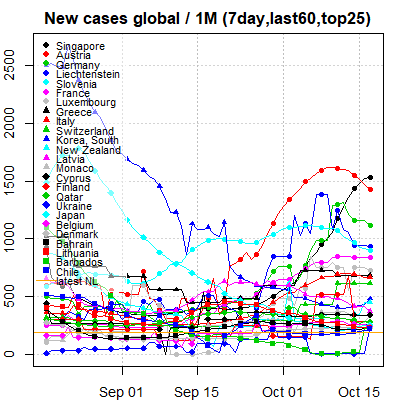 New cases global / 1M (7day,last60,top25)
Singapore
Austria
Germany
Liechtenstein
Slovenia
France
Luxembourg
Greece
Italy
Switzerland
Korea, South
New Zealand
Latvia
Monaco
Cyprus
Finland
Qatar
Ukraine
Japan
Belgium
Denmark
Bahrain
Lithuania
Barbados
Chile
latest NL
0
500
1000
1500
2000
2500
Sep 01
Sep 15
Oct 01
Oct 15